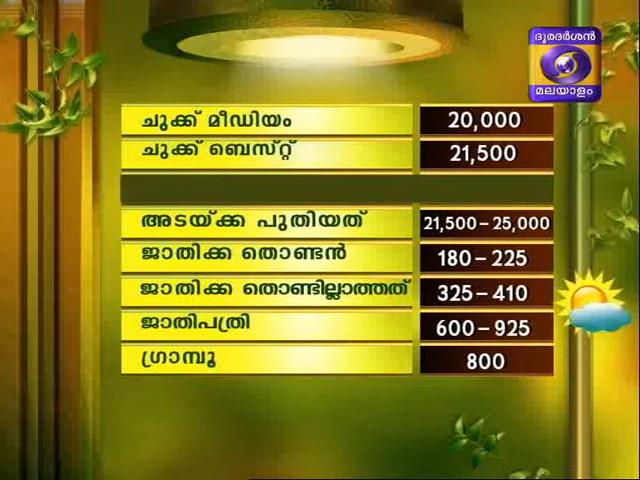 ദൂരദർശൻ
മലയാളം
ചുക്ക് മീഡിയം 20,000
ചുക്ക് ബെസ്റ്റ് 21,500
അടയ്ക്ക പുതിയത് 21,500-25,000
ജാതിക്ക തൊണ്ടൻ 180-225
ജാതിക്ക തൊണ്ടില്ലാത്തത് 325-410
ജാതിപത്രി 600-925
ഗ്രാമ്പൂ 800